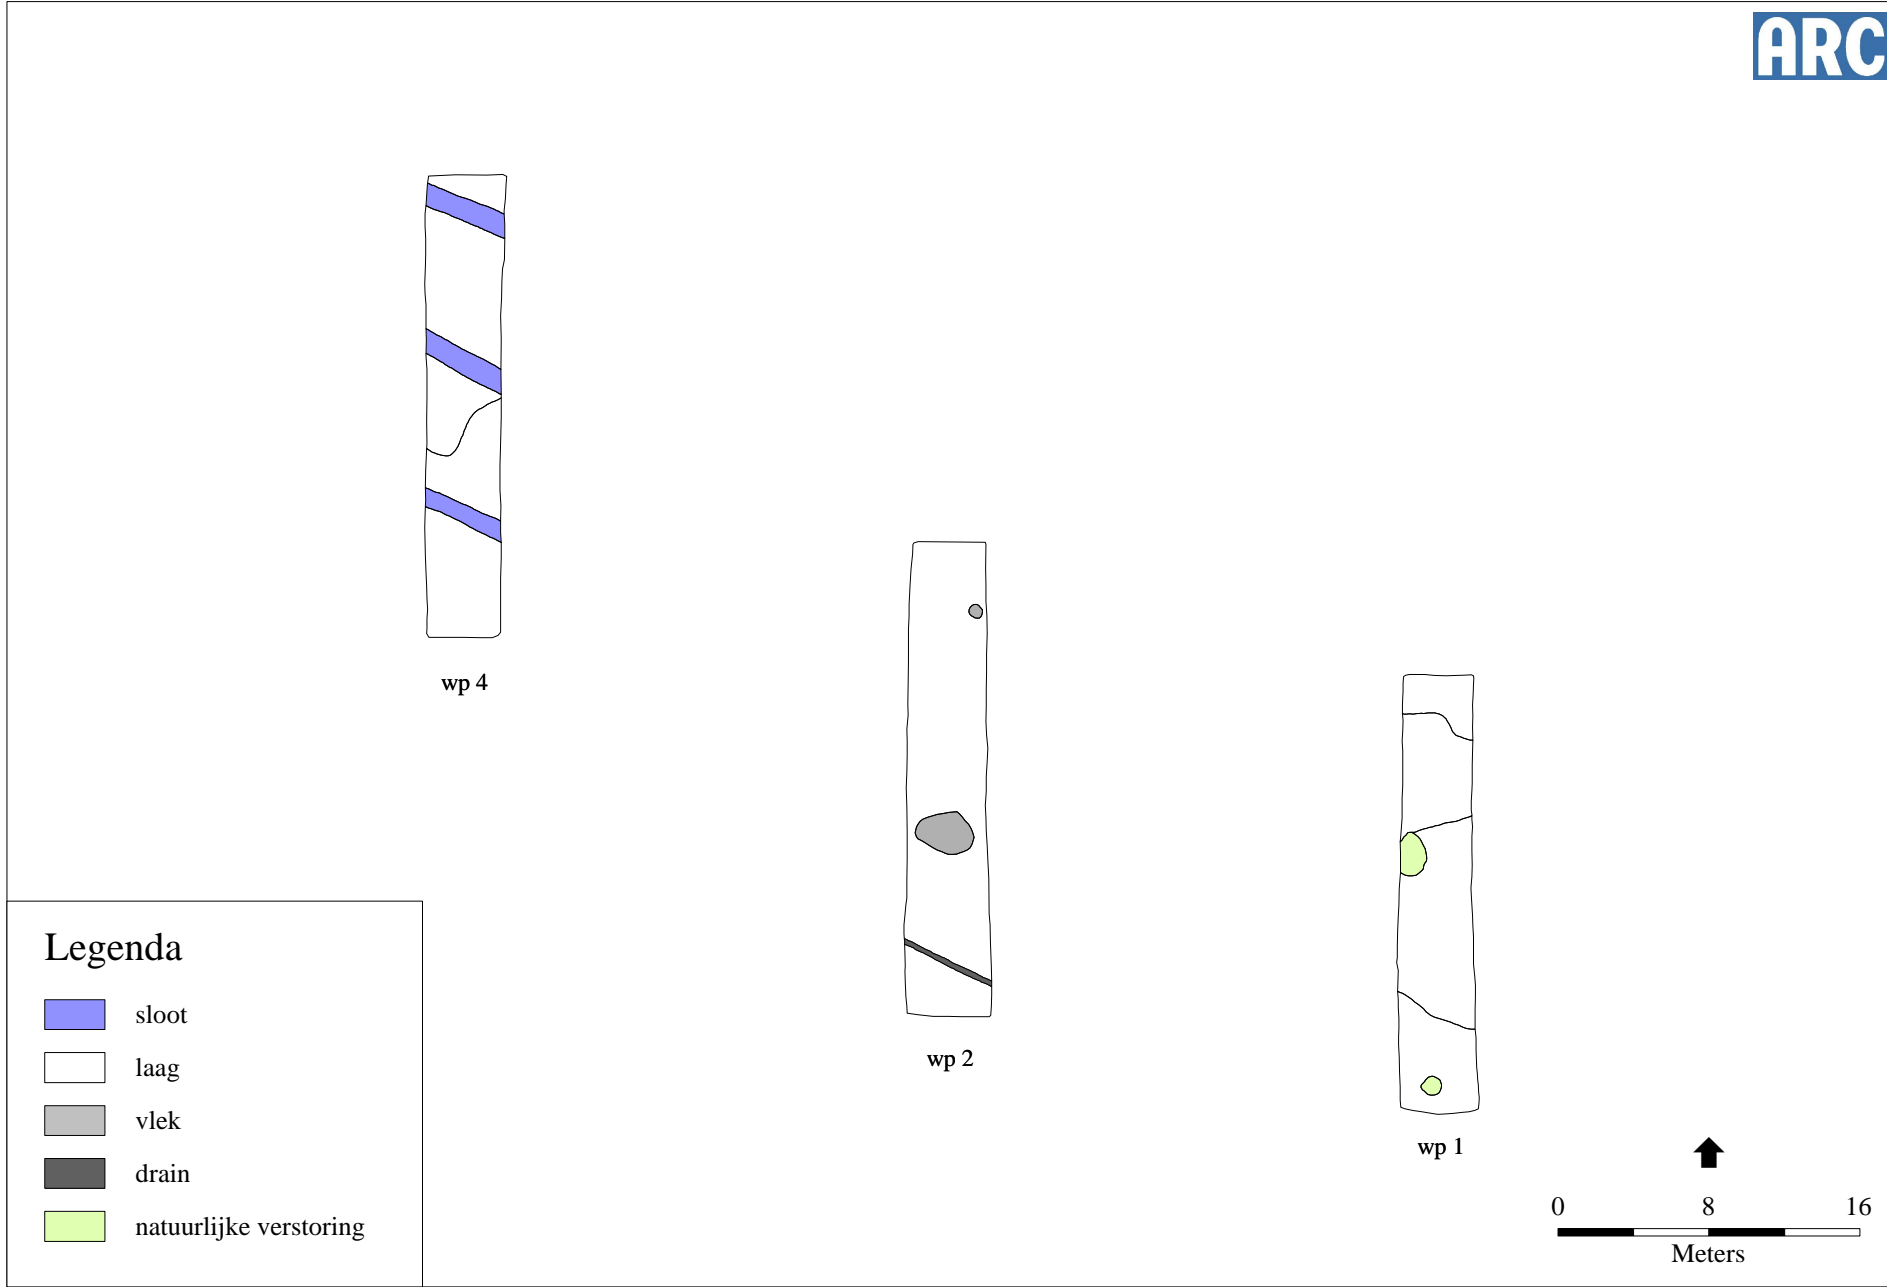 ARC
wp 4
wp 2
wp 1
Legenda
sloot
laag
vlek
drain
natuurlijke verstoring
0 8 16
Meters